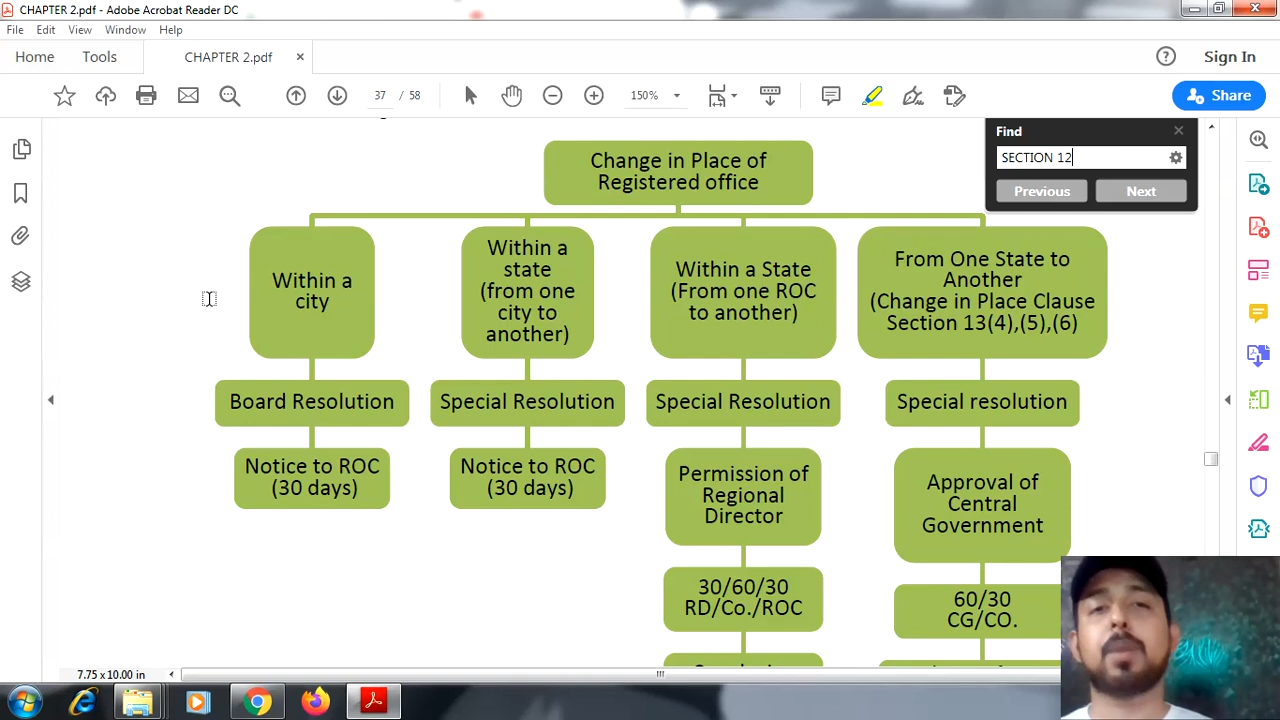 CHAPTER 2.pdf - Adobe Acrobat Reader DC
File Edit View Window Help
Home Tools CHAPTER 2.pdf × Sign In
37 / 58 150% Share
Find
SECTION 12
Previous Next
Change in Place of
Registered office
Within a
city
Within a
state
(from one
city to
another)
Within a State
(From one ROC
to another)
From One State to
Another
(Change in Place Clause
Section 13(4),(5),(6)
Board Resolution
Special Resolution
Special Resolution
Special resolution
Notice to ROC
(30 days)
Notice to ROC
(30 days)
Permission of
Regional
Director
Approval of
Central
Government
30/60/30
RD/Co./ROC
60/30
CG/CO.
7.75 x 10.00 in